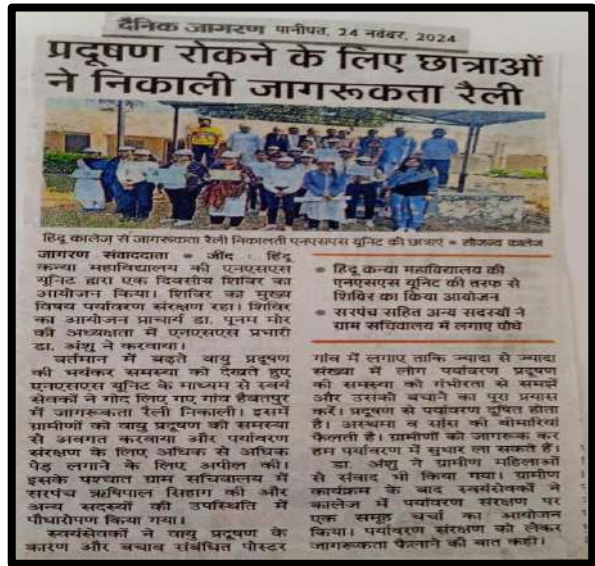 दैनिक जागरण पानीपत, 24 नवंबर, 2024
प्रदूषण रोकने के लिए छात्राओं
ने निकाली जागरूकता रैली
हिंदू कालेज से जागरूकता रैली निकालती एनएसएस यूनिट की छात्राएं • सौजन्य कालेज
जागरण संवाददाता • जींद : हिंदू
कन्या महाविद्यालय की एनएसएस
यूनिट द्वारा एक दिवसीय शिविर का
आयोजन किया। शिविर का मुख्य
विषय पर्यावरण संरक्षण रहा। शिविर
का आयोजन प्राचार्य डा. पूनम मोर
की अध्यक्षता में एनएसएस प्रभारी
डा. अंशु ने करवाया।
वर्तमान में बढ़ते वायु प्रदूषण
की भयंकर समस्या को देखते हुए
एनएसएस यूनिट के माध्यम से स्वयं
सेवकों ने गोद लिए गए गांव हैबतपुर
में जागरूकता रैली निकाली। इसमें
ग्रामीणों को वायु प्रदूषण की समस्या
से अवगत करवाया और पर्यावरण
संरक्षण के लिए अधिक से अधिक
पेड़ लगाने के लिए अपील की।
इसके पश्चात ग्राम सचिवालय में
सरपंच ऋषिपाल सिहाग की और
अन्य सदस्यों की उपस्थिति में
पौधारोपण किया गया।
स्वयंसेवकों ने वायु प्रदूषण के
कारण और बचाव संबंधित पोस्टर
• हिंदू कन्या महाविद्यालय की
एनएसएस यूनिट की तरफ से
शिविर का किया आयोजन
• सरपंच सहित अन्य सदस्यों ने
ग्राम सचिवालय में लगाए पौधे
गांव में लगाए ताकि ज्यादा से ज्यादा
संख्या में लोग पर्यावरण प्रदूषण
की समस्या को गंभीरता से समझें
और उसको बचाने का पूरा प्रयास
करें। प्रदूषण से पर्यावरण दूषित होता
है। अस्थमा व सांस की बीमारियां
फैलती है। ग्रामीणों को जागरूक कर
हम पर्यावरण में सुधार ला सकते हैं।
डा. अंशु ने ग्रामीण महिलाओं
से संवाद भी किया गया। ग्रामीण
कार्यक्रम के बाद स्वयंसेवकों ने
कालेज में पर्यावरण संरक्षण पर
एक समूह चर्चा का आयोजन
किया। पर्यावरण संरक्षण को लेकर
जागरूकता फैलाने की बात कही।